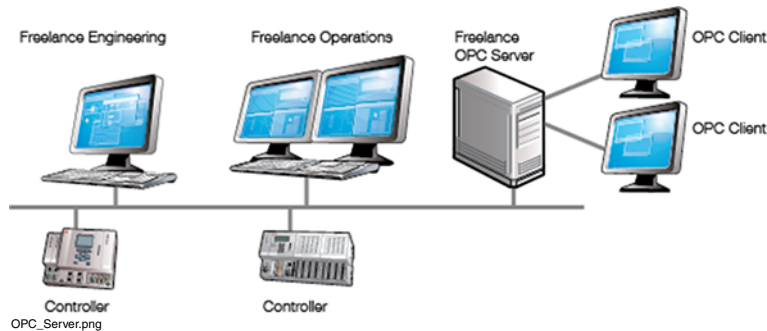 Freelance Engineering
Freelance Operations
Freelance
OPC Server
OPC Client
OPC Client
Controller
Controller
OPC_Server.png